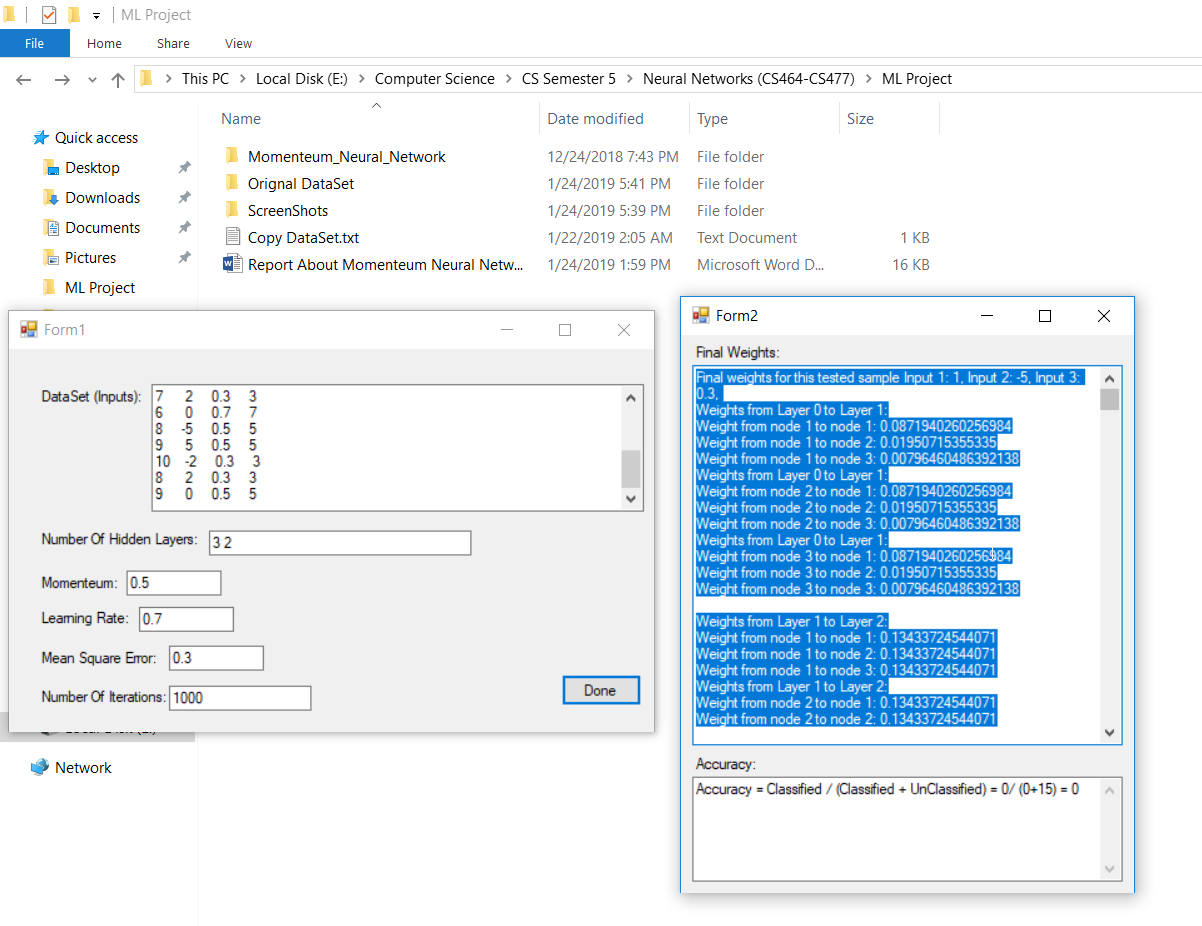 ML Project
File Home Share View
This PC Local Disk (E:) Computer Science CS Semester 5 Neural Networks (CS464-CS477) ML Project
Name Date modified Type Size
Quick access
Desktop
Downloads
Documents
Pictures
ML Project
Network
Momenteum_Neural_Network 12/24/2018 7:43 PM File folder
Orignal DataSet 1/24/2019 5:41 PM File folder
ScreenShots 1/24/2019 5:39 PM File folder
Copy DataSet.txt 1/22/2019 2:05 AM Text Document 1 KB
Report About Momenteum Neural Netw... 1/24/2019 1:59 PM Microsoft Word D... 16 KB
Form1
DataSet (Inputs):
7 2 0.3 3
6 0 0.7 7
8 -5 0.5 5
9 5 0.5 5
10 -2 0.3 3
8 2 0.3 3
9 0 0.5 5
Number Of Hidden Layers: 3 2
Momenteum: 0.5
Learning Rate: 0.7
Mean Square Error: 0.3
Number Of Iterations: 1000
Done
Form2
Final Weights:
Final weights for this tested sample Input 1: 1, Input 2: -5, Input 3:
0.3,
Weights from Layer 0 to Layer 1:
Weight from node 1 to node 1: 0.0871940260256984
Weight from node 1 to node 2: 0.01950715355335
Weight from node 1 to node 3: 0.00796460486392138
Weights from Layer 0 to Layer 1:
Weight from node 2 to node 1: 0.0871940260256984
Weight from node 2 to node 2: 0.01950715355335
Weight from node 2 to node 3: 0.00796460486392138
Weights from Layer 0 to Layer 1:
Weight from node 3 to node 1: 0.0871940260256984
Weight from node 3 to node 2: 0.01950715355335
Weight from node 3 to node 3: 0.00796460486392138
Weights from Layer 1 to Layer 2:
Weight from node 1 to node 1: 0.13433724544071
Weight from node 1 to node 2: 0.13433724544071
Weight from node 1 to node 3: 0.13433724544071
Weights from Layer 1 to Layer 2:
Weight from node 2 to node 1: 0.13433724544071
Weight from node 2 to node 2: 0.13433724544071
Accuracy:
Accuracy = Classified / (Classified + UnClassified) = 0/ (0+15) = 0